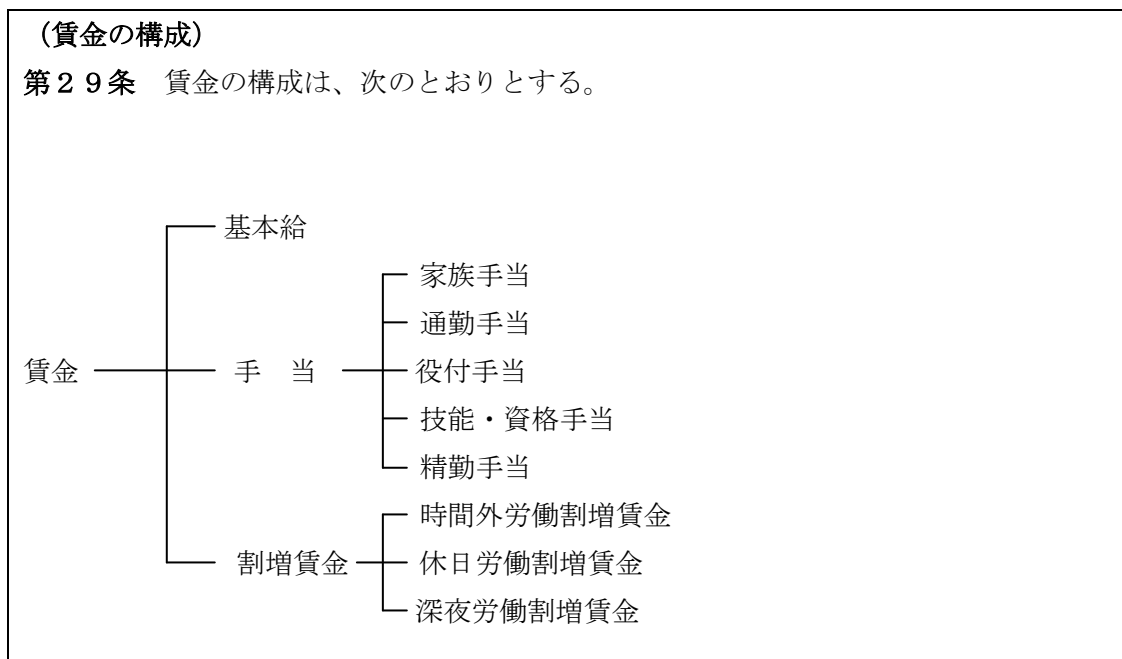 （賃金の構成）
第２９条　賃金の構成は、次のとおりとする。
基本給
家族手当
通勤手当
賃金　手　当　役付手当
技能・資格手当
精勤手当
時間外労働割増賃金
割増賃金　休日労働割増賃金
深夜労働割増賃金